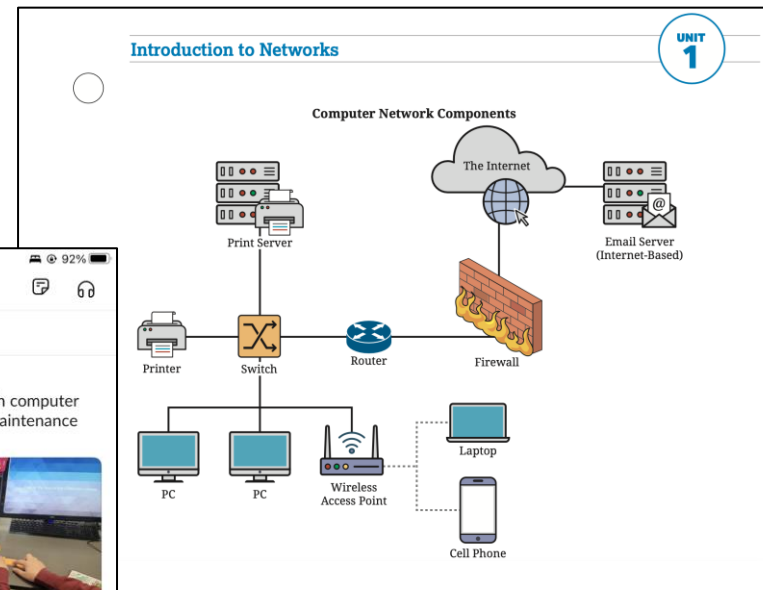 Introduction to Networks
UNIT
1
Computer Network Components
The Internet
Print Server
@
Email Server
(Internet-Based)
92%
Printer
Switch
Router
Firewall
computer
Laptop
PC
PC
Wireless
Access Point
Cell Phone